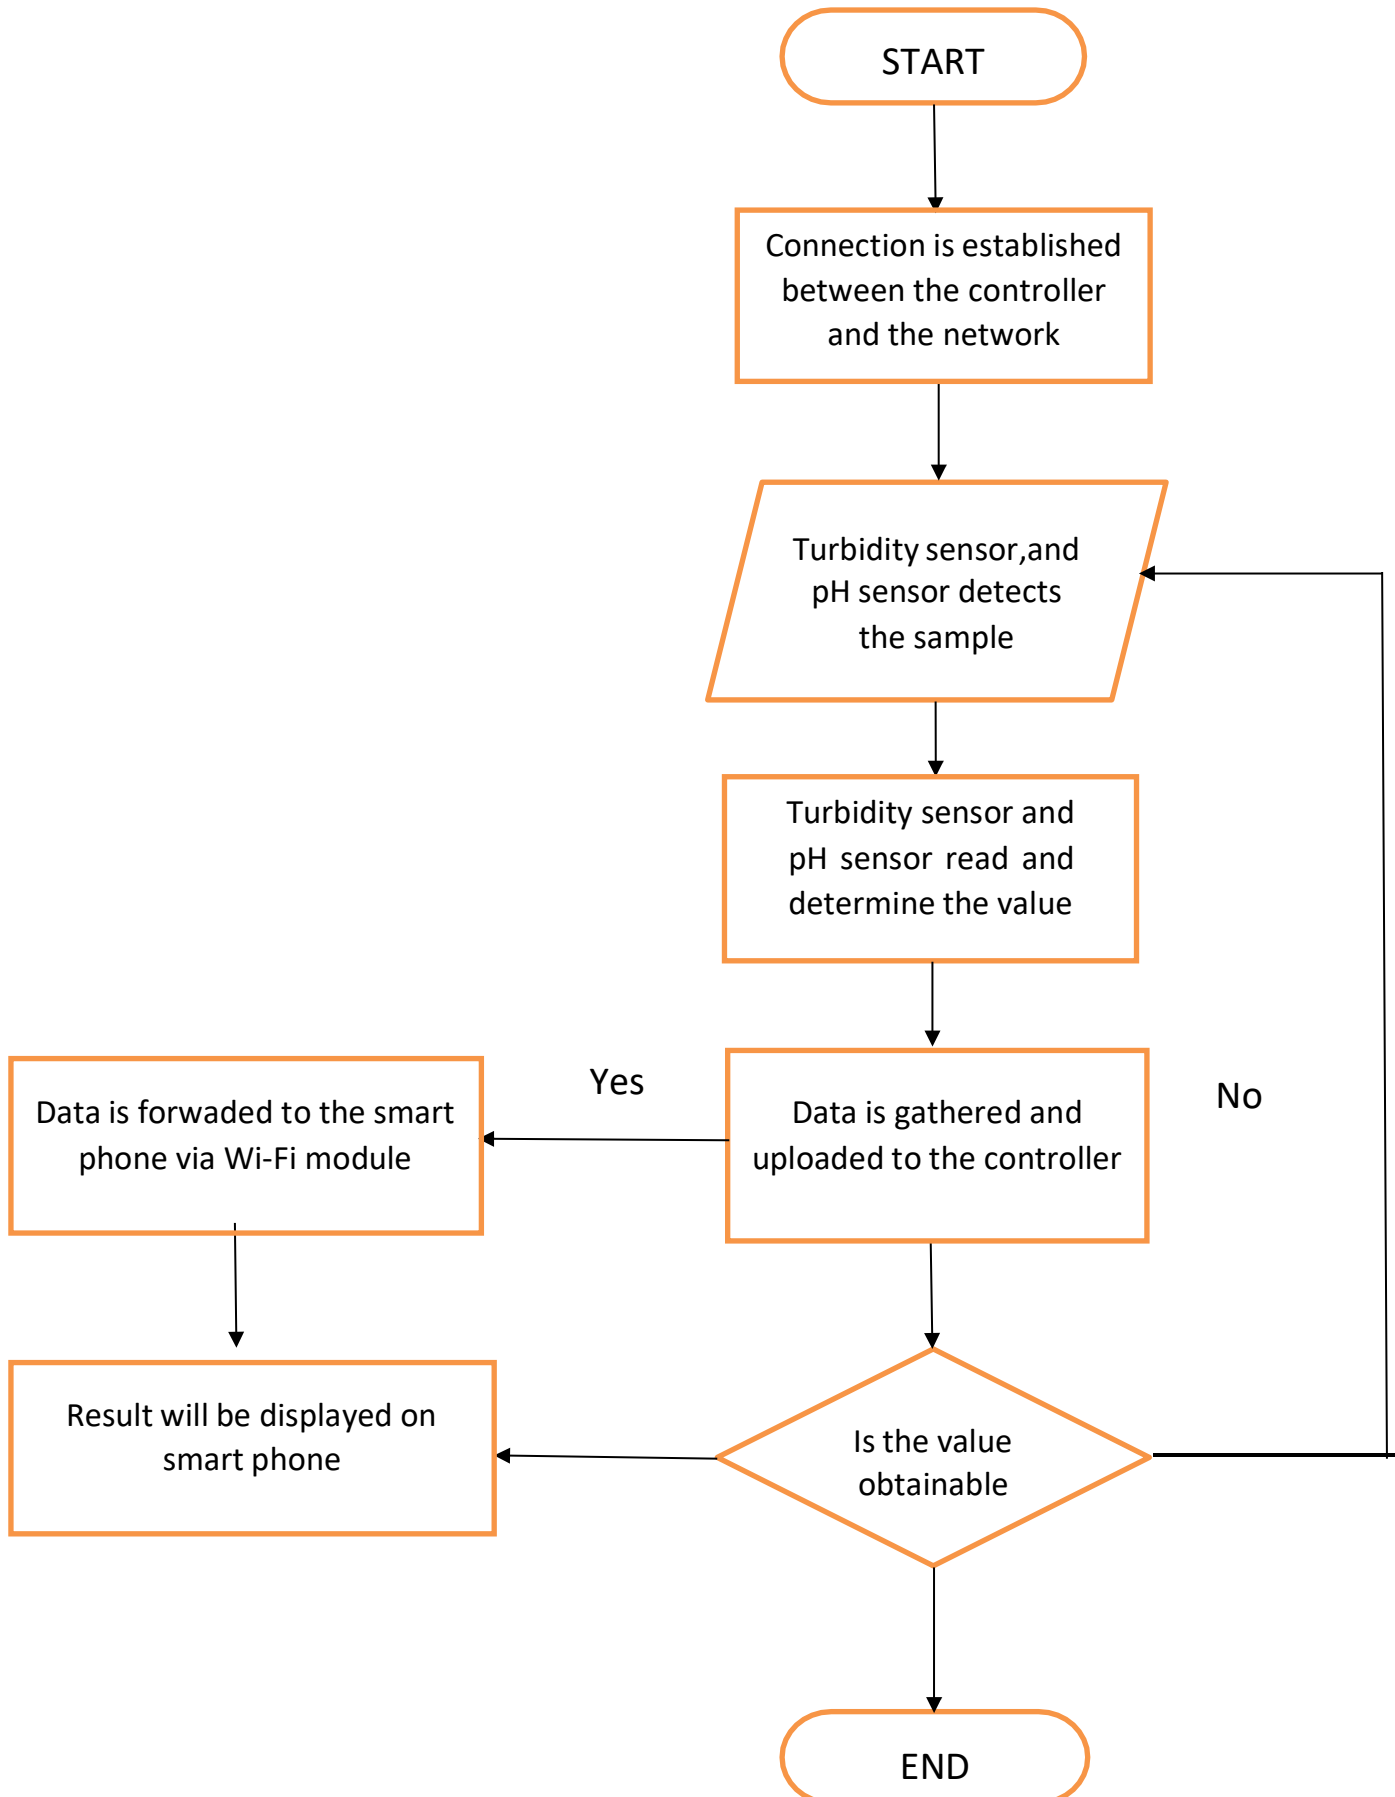 START
Connection is established
between the controller
and the network
Turbidity sensor,and
pH sensor detects
the sample
Turbidity sensor and
pH sensor read and
determine the value
Yes
No
Data is forwaded to the smart
phone via Wi-Fi module
Data is gathered and
uploaded to the controller
Result will be displayed on
smart phone
Is the value
obtainable
END